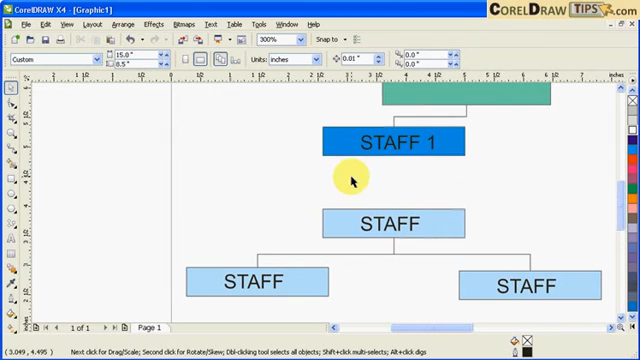 CorelDRAW X4 - [Graphic1]
CORELDRAW TIPS.com
File Edit View Layout Arrange Effects Bitmaps Text Table Tools Window Help
300% Snap to
Custom 15.0" 8.5" Units: inches 0.01" 0.0" 0.0"
STAFF 1
STAFF
STAFF STAFF
1 of 1 Page 1
(3.049, 4.495) Next click for Drag/Scale; Second click for Rotate/Skew; Dbl-clicking tool selects all objects; Shift+click multi-selects; Alt+click digs